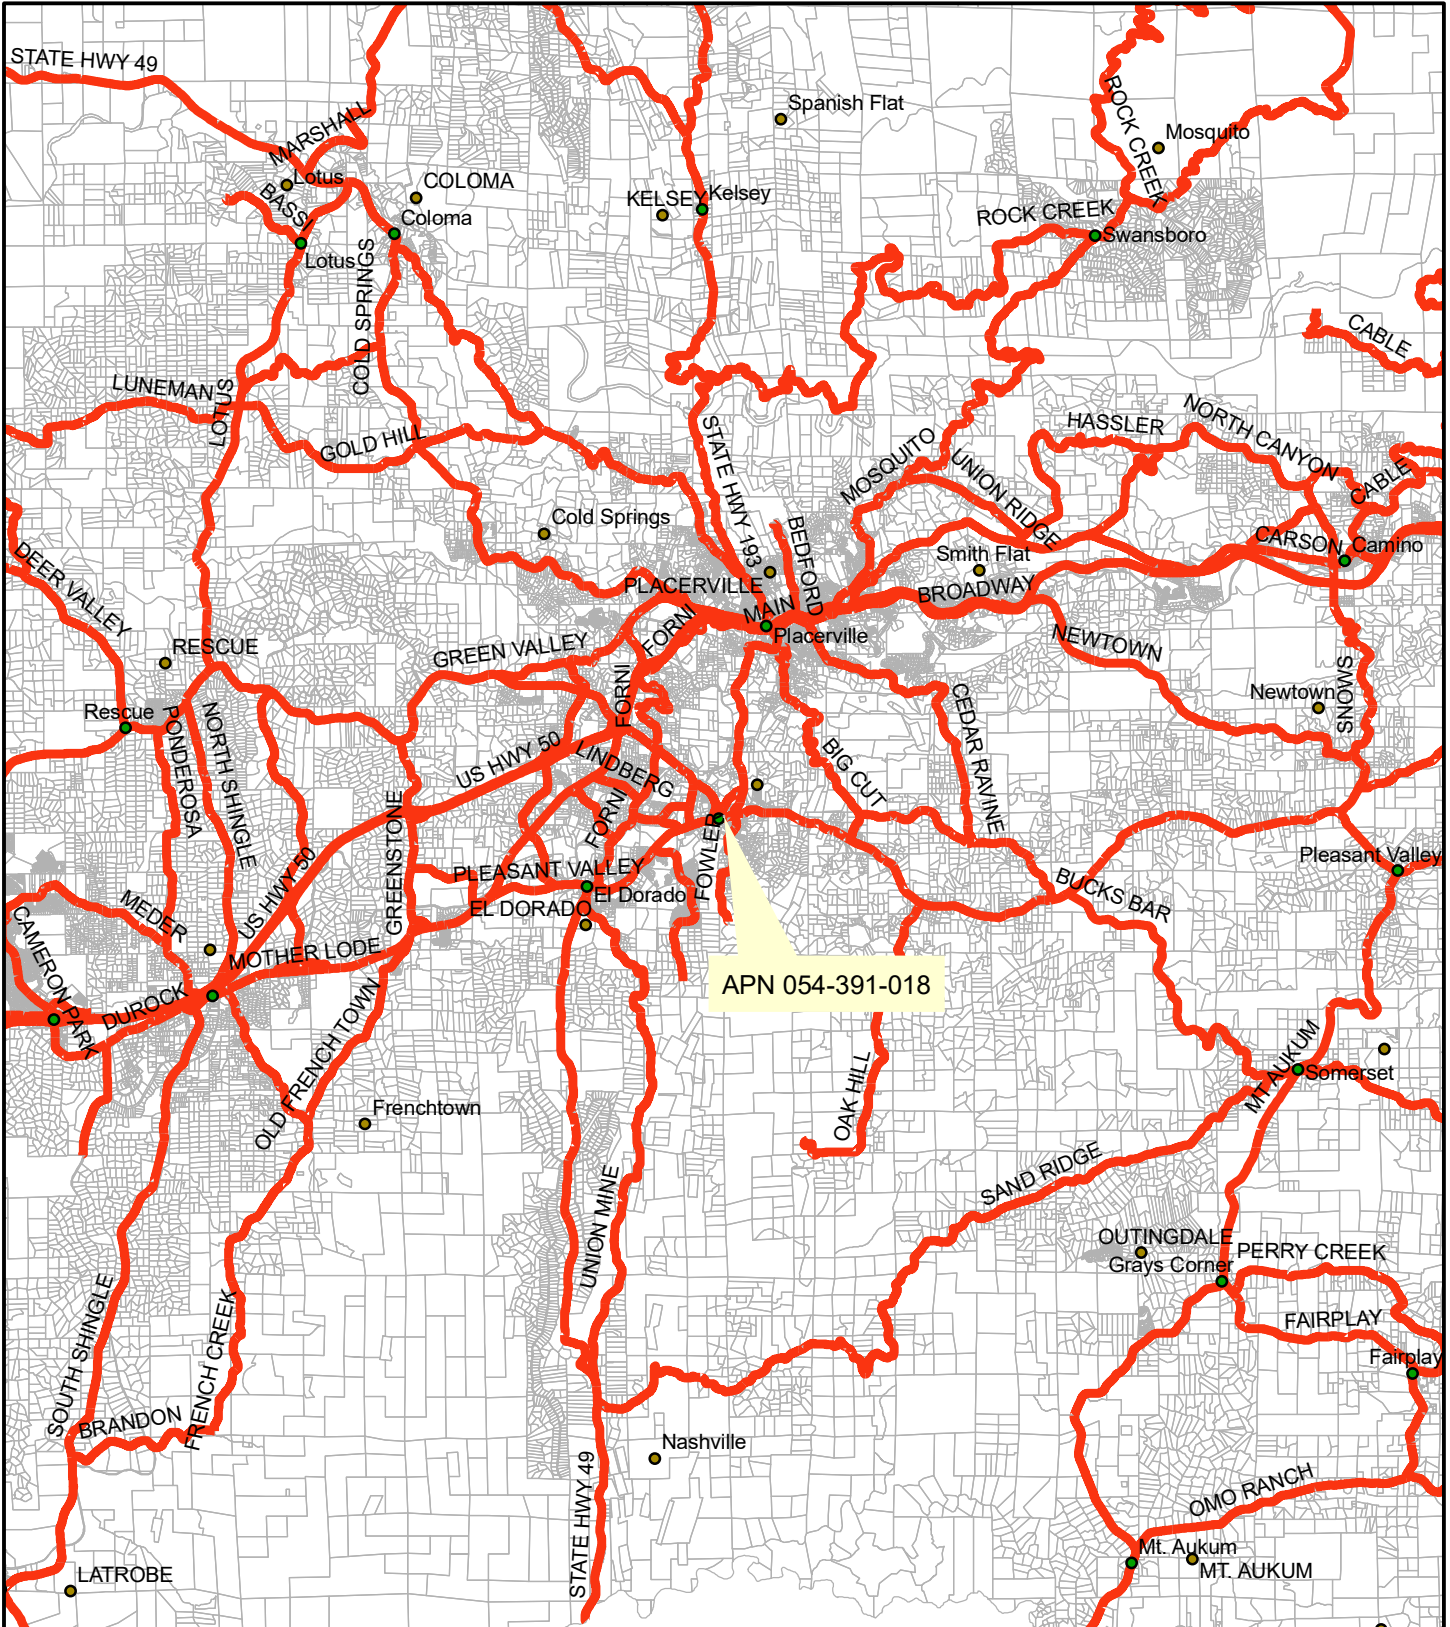 STATE HWY 49
MARSHALL
Lotus
BASSI
Lotus
COLOMA
Coloma
COLD SPRINGS
Spanish Flat
KELSEY
Kelsey
ROCK CREEK
Mosquito
ROCK CREEK
Swansboro
CABLE
LUNEMAN
LOTUS
GOLD HILL
STATE HWY 193
MOSQUITO
UNION RIDGE
HASSLER
NORTH CANYON
CABLE
CARSON
Camino
Cold Springs
BEDFORD
Smith Flat
BROADWAY
PLACERVILLE
MAIN
Placerville
DEER VALLEY
RESCUE
Rescue
GREEN VALLEY
FORNI
FORNI
NEWTOWN
Newtown
SNOWS
CEDAR RAVINE
PONDEROSA
NORTH SHINGLE
US HWY 50
LINDBERG
BIG CUT
GREENSTONE
FORNI
FOWLER
US HWY 50
PLEASANT VALLEY
El Dorado
EL DORADO
Pleasant Valley
BUCKS BAR
MEDER
CAMERON PARK
MOTHER LODE
DUROCK
APN 054-391-018
OLD FRENCH TOWN
Frenchtown
OAK HILL
MT AUKUM
Somerset
SAND RIDGE
UNION MINE
OUTINGDALE
Grays Corner
PERRY CREEK
FAIRPLAY
Fairplay
SOUTH SHINGLE
FRENCH CREEK
BRANDON
Nashville
STATE HWY 49
OMO RANCH
Mt. Aukum
MT. AUKUM
LATROBE